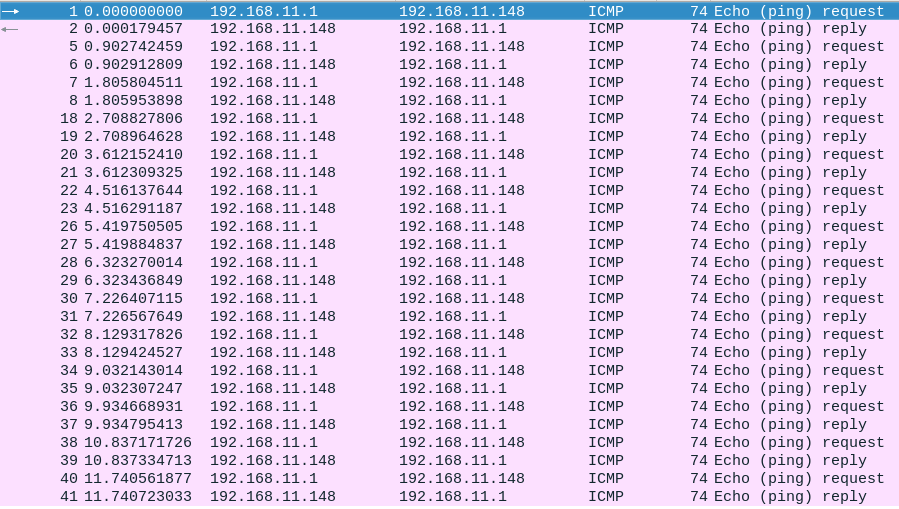 1 0.000000000 192.168.11.1 192.168.11.148 ICMP 74 Echo (ping) request
2 0.000179457 192.168.11.148 192.168.11.1 ICMP 74 Echo (ping) reply
5 0.902742459 192.168.11.1 192.168.11.148 ICMP 74 Echo (ping) request
6 0.902912809 192.168.11.148 192.168.11.1 ICMP 74 Echo (ping) reply
7 1.805804511 192.168.11.1 192.168.11.148 ICMP 74 Echo (ping) request
8 1.805953898 192.168.11.148 192.168.11.1 ICMP 74 Echo (ping) reply
18 2.708827806 192.168.11.1 192.168.11.148 ICMP 74 Echo (ping) request
19 2.708964628 192.168.11.148 192.168.11.1 ICMP 74 Echo (ping) reply
20 3.612152410 192.168.11.1 192.168.11.148 ICMP 74 Echo (ping) request
21 3.612309325 192.168.11.148 192.168.11.1 ICMP 74 Echo (ping) reply
22 4.516137644 192.168.11.1 192.168.11.148 ICMP 74 Echo (ping) request
23 4.516291187 192.168.11.148 192.168.11.1 ICMP 74 Echo (ping) reply
26 5.419750505 192.168.11.1 192.168.11.148 ICMP 74 Echo (ping) request
27 5.419884837 192.168.11.148 192.168.11.1 ICMP 74 Echo (ping) reply
28 6.323270014 192.168.11.1 192.168.11.148 ICMP 74 Echo (ping) request
29 6.323436849 192.168.11.148 192.168.11.1 ICMP 74 Echo (ping) reply
30 7.226407115 192.168.11.1 192.168.11.148 ICMP 74 Echo (ping) request
31 7.226567649 192.168.11.148 192.168.11.1 ICMP 74 Echo (ping) reply
32 8.129317826 192.168.11.1 192.168.11.148 ICMP 74 Echo (ping) request
33 8.129424527 192.168.11.148 192.168.11.1 ICMP 74 Echo (ping) reply
34 9.032143014 192.168.11.1 192.168.11.148 ICMP 74 Echo (ping) request
35 9.032307247 192.168.11.148 192.168.11.1 ICMP 74 Echo (ping) reply
36 9.934668931 192.168.11.1 192.168.11.148 ICMP 74 Echo (ping) request
37 9.934795413 192.168.11.148 192.168.11.1 ICMP 74 Echo (ping) reply
38 10.837171726 192.168.11.1 192.168.11.148 ICMP 74 Echo (ping) request
39 10.837334713 192.168.11.148 192.168.11.1 ICMP 74 Echo (ping) reply
40 11.740561877 192.168.11.1 192.168.11.148 ICMP 74 Echo (ping) request
41 11.740723033 192.168.11.148 192.168.11.1 ICMP 74 Echo (ping) reply